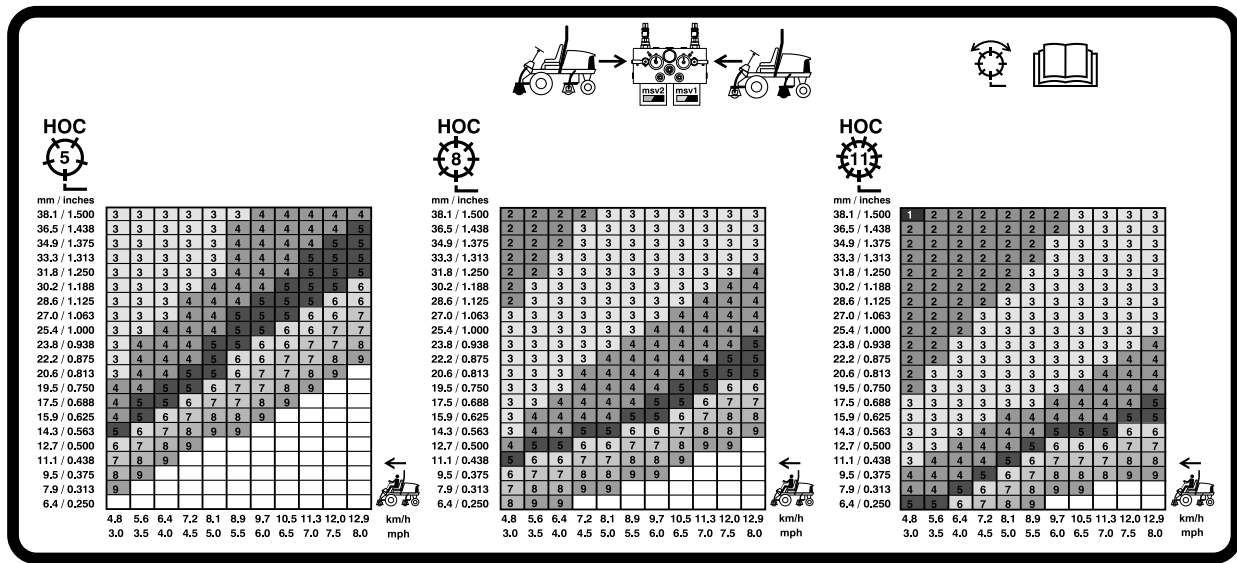 msv2 msv1
HOC
5
mm / inches
38.1 / 1.500 3 3 3 3 3 3 4 4 4 4 4
36.5 / 1.438 3 3 3 3 3 4 4 4 4 4 5
34.9 / 1.375 3 3 3 3 3 4 4 4 4 5 5
33.3 / 1.313 3 3 3 3 3 4 4 4 5 5 5
31.8 / 1.250 3 3 3 3 3 4 4 4 5 5 5
30.2 / 1.188 3 3 3 3 4 4 4 5 5 5 6
28.6 / 1.125 3 3 3 4 4 4 5 5 5 6 6
27.0 / 1.063 3 3 3 4 4 5 5 5 6 6 7
25.4 / 1.000 3 3 4 4 4 5 5 6 6 7 7
23.8 / 0.938 3 4 4 4 5 5 6 6 7 7 8
22.2 / 0.875 3 4 4 4 5 6 6 7 7 8 9
20.6 / 0.813 3 4 4 5 5 6 7 7 8 9
19.5 / 0.750 4 4 5 5 6 7 7 8 9
17.5 / 0.688 4 5 5 6 6 7 8 9
15.9 / 0.625 4 5 6 7 8 8 9
14.3 / 0.563 5 6 7 8 9 9
12.7 / 0.500 6 7 8 9
11.1 / 0.438 7 8 9
9.5 / 0.375 8 9
7.9 / 0.313 9
6.4 / 0.250
4.8 5.6 6.4 7.2 8.1 8.9 9.7 10.5 11.3 12.0 12.9 km/h
3.0 3.5 4.0 4.5 5.0 5.5 6.0 6.5 7.0 7.5 8.0 mph
HOC
8
mm / inches
38.1 / 1.500 2 2 2 2 3 3 3 3 3 3 3
36.5 / 1.438 2 2 2 3 3 3 3 3 3 3 3
34.9 / 1.375 2 2 2 3 3 3 3 3 3 3 3
33.3 / 1.313 2 2 3 3 3 3 3 3 3 3 3
31.8 / 1.250 2 2 3 3 3 3 3 3 3 3 4
30.2 / 1.188 2 3 3 3 3 3 3 3 3 4 4
28.6 / 1.125 2 3 3 3 3 3 3 3 4 4 4
27.0 / 1.063 3 3 3 3 3 3 3 4 4 4 4
25.4 / 1.000 3 3 3 3 3 3 4 4 4 4 4
23.8 / 0.938 3 3 3 3 3 4 4 4 4 4 5
22.2 / 0.875 3 3 3 3 4 4 4 4 4 5 5
20.6 / 0.813 3 3 3 4 4 4 4 4 5 5 5
19.5 / 0.750 3 3 3 4 4 4 4 5 5 6 6
17.5 / 0.688 3 3 4 4 4 4 5 5 6 6 7
15.9 / 0.625 3 4 4 4 4 5 5 6 7 7 8
14.3 / 0.563 3 4 4 5 5 6 6 7 8 8 9
12.7 / 0.500 4 5 5 6 6 7 7 8 9 9
11.1 / 0.438 5 6 6 7 7 8 8 9
9.5 / 0.375 6 7 7 8 8 9 9
7.9 / 0.313 7 8 8 9 9
6.4 / 0.250 8 9 9
4.8 5.6 6.4 7.2 8.1 8.9 9.7 10.5 11.3 12.0 12.9 km/h
3.0 3.5 4.0 4.5 5.0 5.5 6.0 6.5 7.0 7.5 8.0 mph
HOC
11
mm / inches
38.1 / 1.500 1 2 2 2 2 2 2 3 3 3 3
36.5 / 1.438 2 2 2 2 2 2 2 3 3 3 3
34.9 / 1.375 2 2 2 2 2 2 3 3 3 3 3
33.3 / 1.313 2 2 2 2 2 2 3 3 3 3 3
31.8 / 1.250 2 2 2 2 2 3 3 3 3 3 3
30.2 / 1.188 2 2 2 2 2 3 3 3 3 3 3
28.6 / 1.125 2 2 2 2 3 3 3 3 3 3 3
27.0 / 1.063 2 2 2 3 3 3 3 3 3 3 3
25.4 / 1.000 2 2 2 3 3 3 3 3 3 3 3
23.8 / 0.938 2 2 3 3 3 3 3 3 3 3 4
22.2 / 0.875 2 2 3 3 3 3 3 3 3 4 4
20.6 / 0.813 2 3 3 3 3 3 3 3 4 4 4
19.5 / 0.750 2 3 3 3 3 3 3 4 4 4 4
17.5 / 0.688 3 3 3 3 3 3 4 4 4 4 5
15.9 / 0.625 3 3 3 3 4 4 4 4 4 5 5
14.3 / 0.563 3 3 3 4 4 4 5 5 5 6 6
12.7 / 0.500 3 3 4 4 4 5 6 6 6 7 7
11.1 / 0.438 3 4 4 4 5 6 6 7 7 8 8
9.5 / 0.375 4 4 4 5 6 7 7 8 8 9 9
7.9 / 0.313 4 4 5 6 7 8 9 9
6.4 / 0.250 5 5 6 7 8 9
4.8 5.6 6.4 7.2 8.1 8.9 9.7 10.5 11.3 12.0 12.9 km/h
3.0 3.5 4.0 4.5 5.0 5.5 6.0 6.5 7.0 7.5 8.0 mph